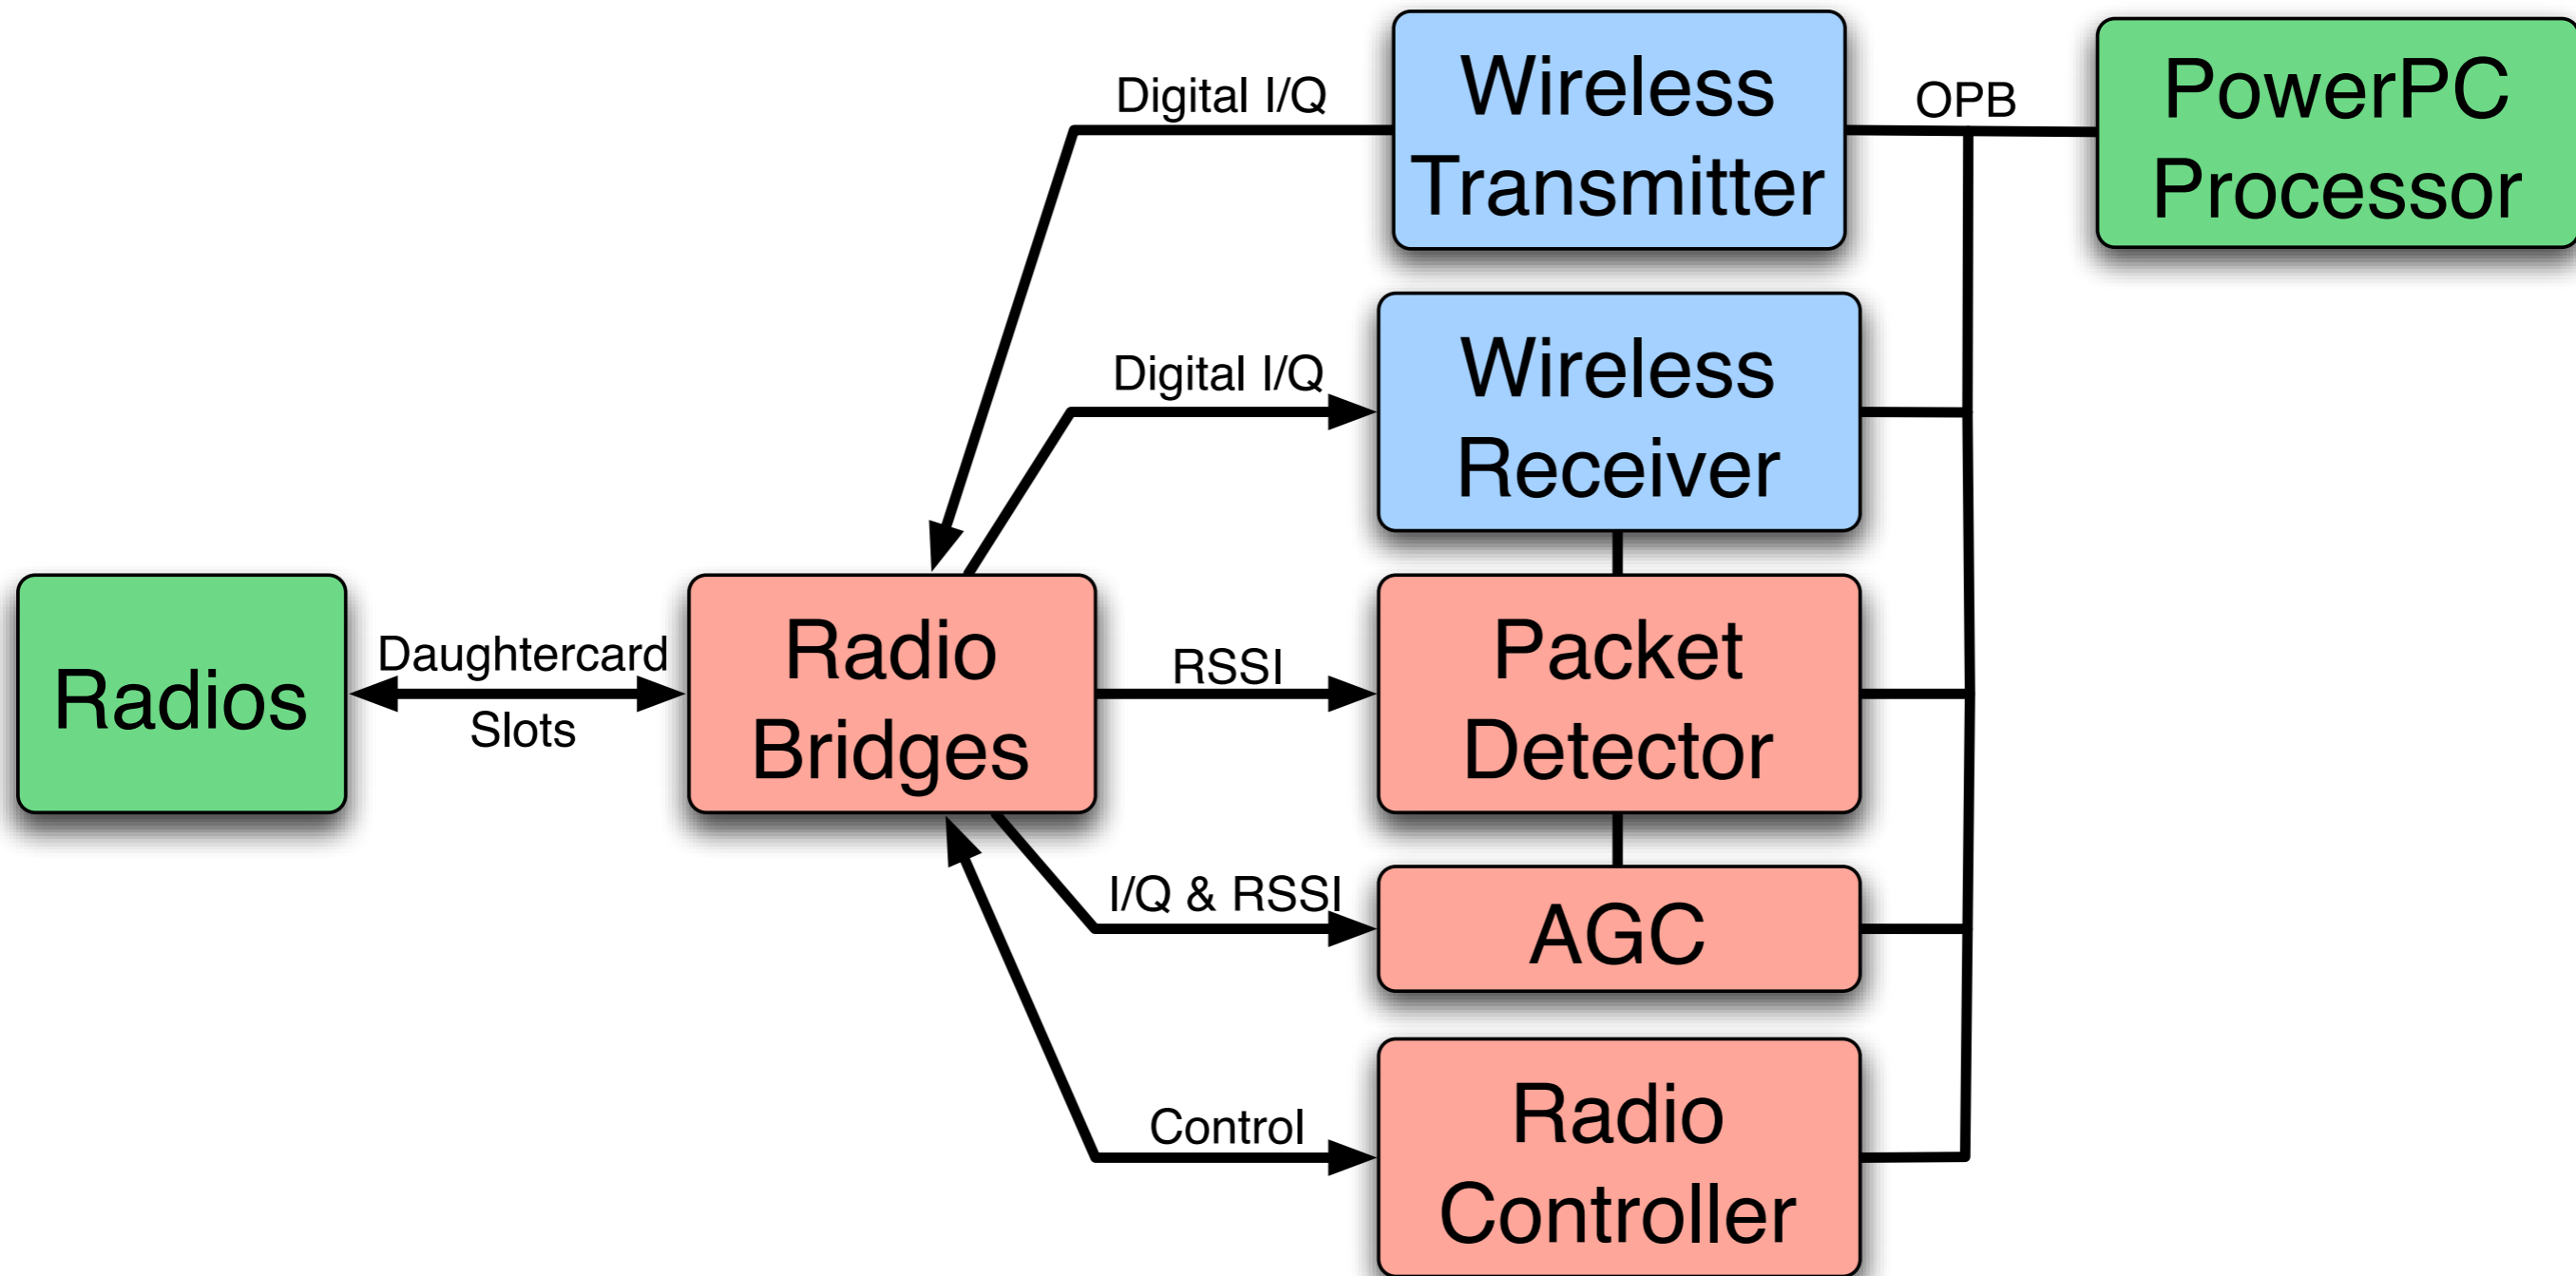 Digital I/Q
Wireless
Transmitter
OPB
PowerPC
Processor
Digital I/Q
Wireless
Receiver
Radios
Daughtercard
Slots
Radio
Bridges
RSSI
Packet
Detector
I/Q & RSSI
AGC
Control
Radio
Controller